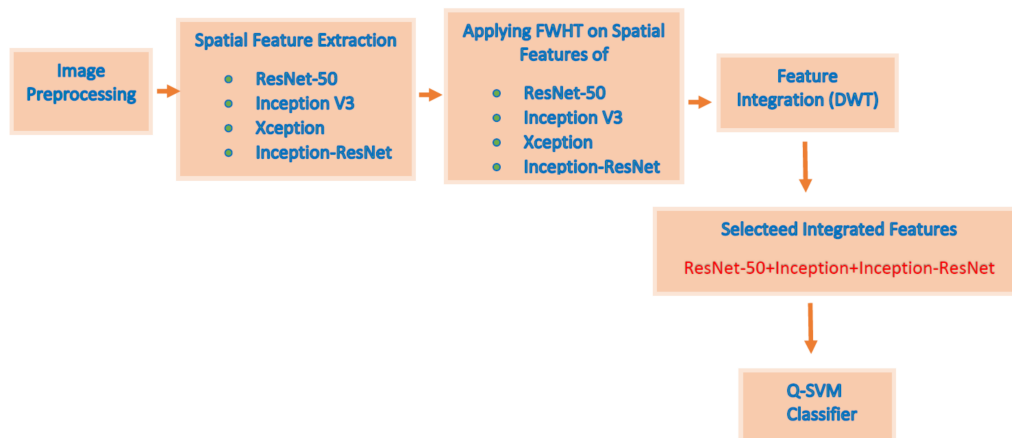 Image
Preprocessing
Spatial Feature Extraction
ResNet-50
Inception V3
Xception
Inception-ResNet
Applying FWHT on Spatial
Features of
ResNet-50
Inception V3
Xception
Inception-ResNet
Feature
Integration (DWT)
Selecteed Integrated Features
ResNet-50+Inception+Inception-ResNet
Q-SVM
Classifier